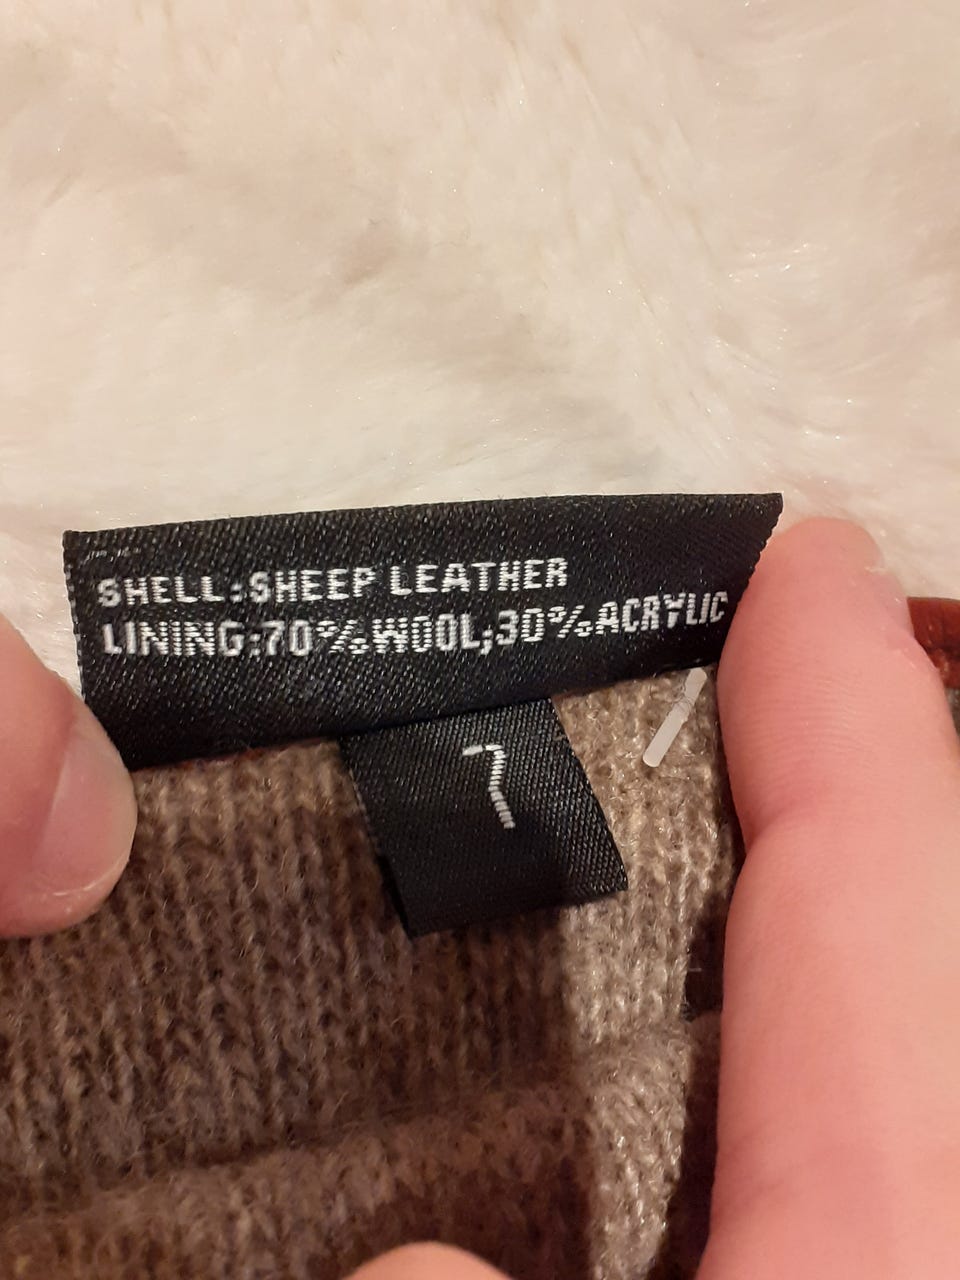 SHELL:SHEEP LEATHER
LINING:70%WOOL;30%ACRYLIC
7